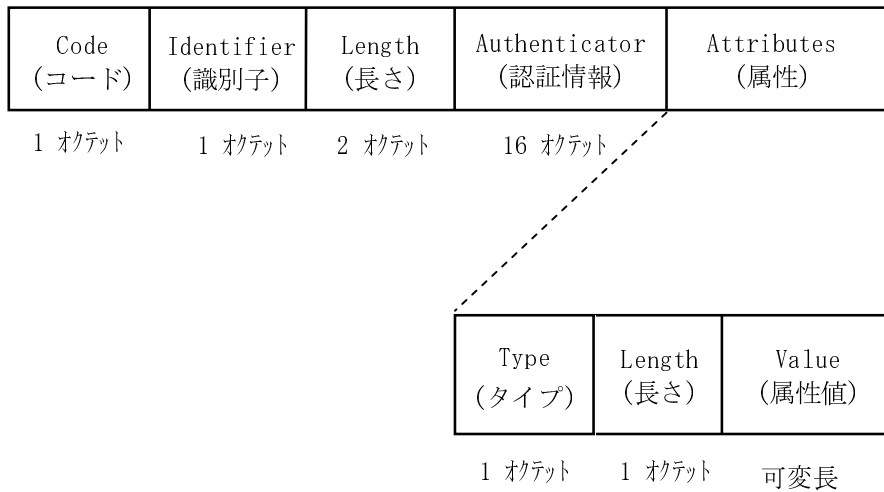 Code
(コード)
Identifier
(識別子)
Length
(長さ)
Authenticator
(認証情報)
Attributes
(属性)
1 ｵｸﾃｯﾄ
1 ｵｸﾃｯﾄ
2 ｵｸﾃｯﾄ
16 ｵｸﾃｯﾄ
Type
(タイプ)
Length
(長さ)
Value
(属性値)
1 ｵｸﾃｯﾄ
1 ｵｸﾃｯﾄ
可変長